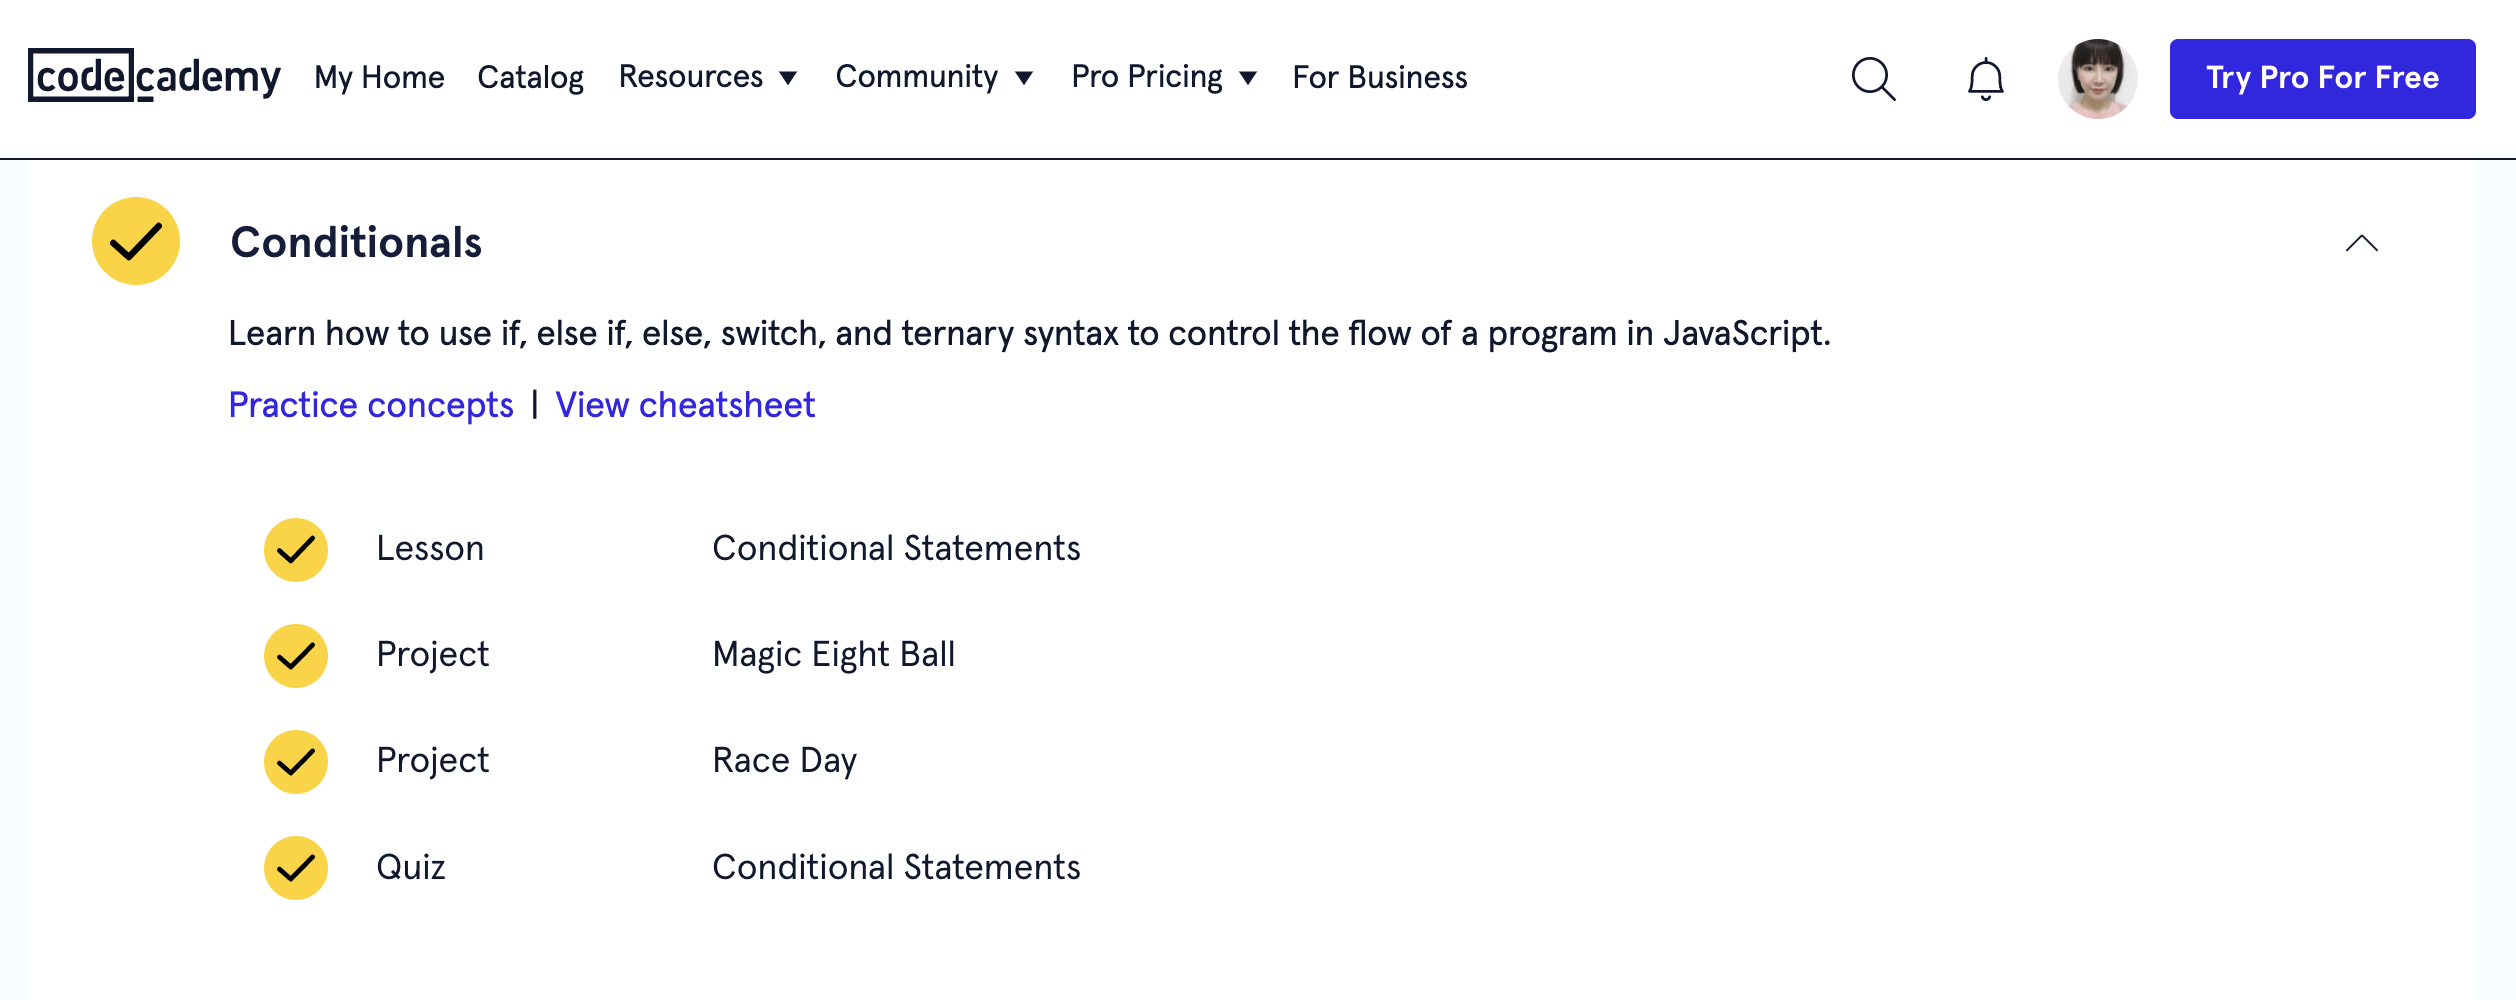 codecademy My Home Catalog Resources Community Pro Pricing For Business Try Pro For Free
Conditionals
Learn how to use if, else if, else, switch, and ternary syntax to control the flow of a program in JavaScript.
Practice concepts | View cheatsheet
Lesson Conditional Statements
Project Magic Eight Ball
Project Race Day
Quiz Conditional Statements